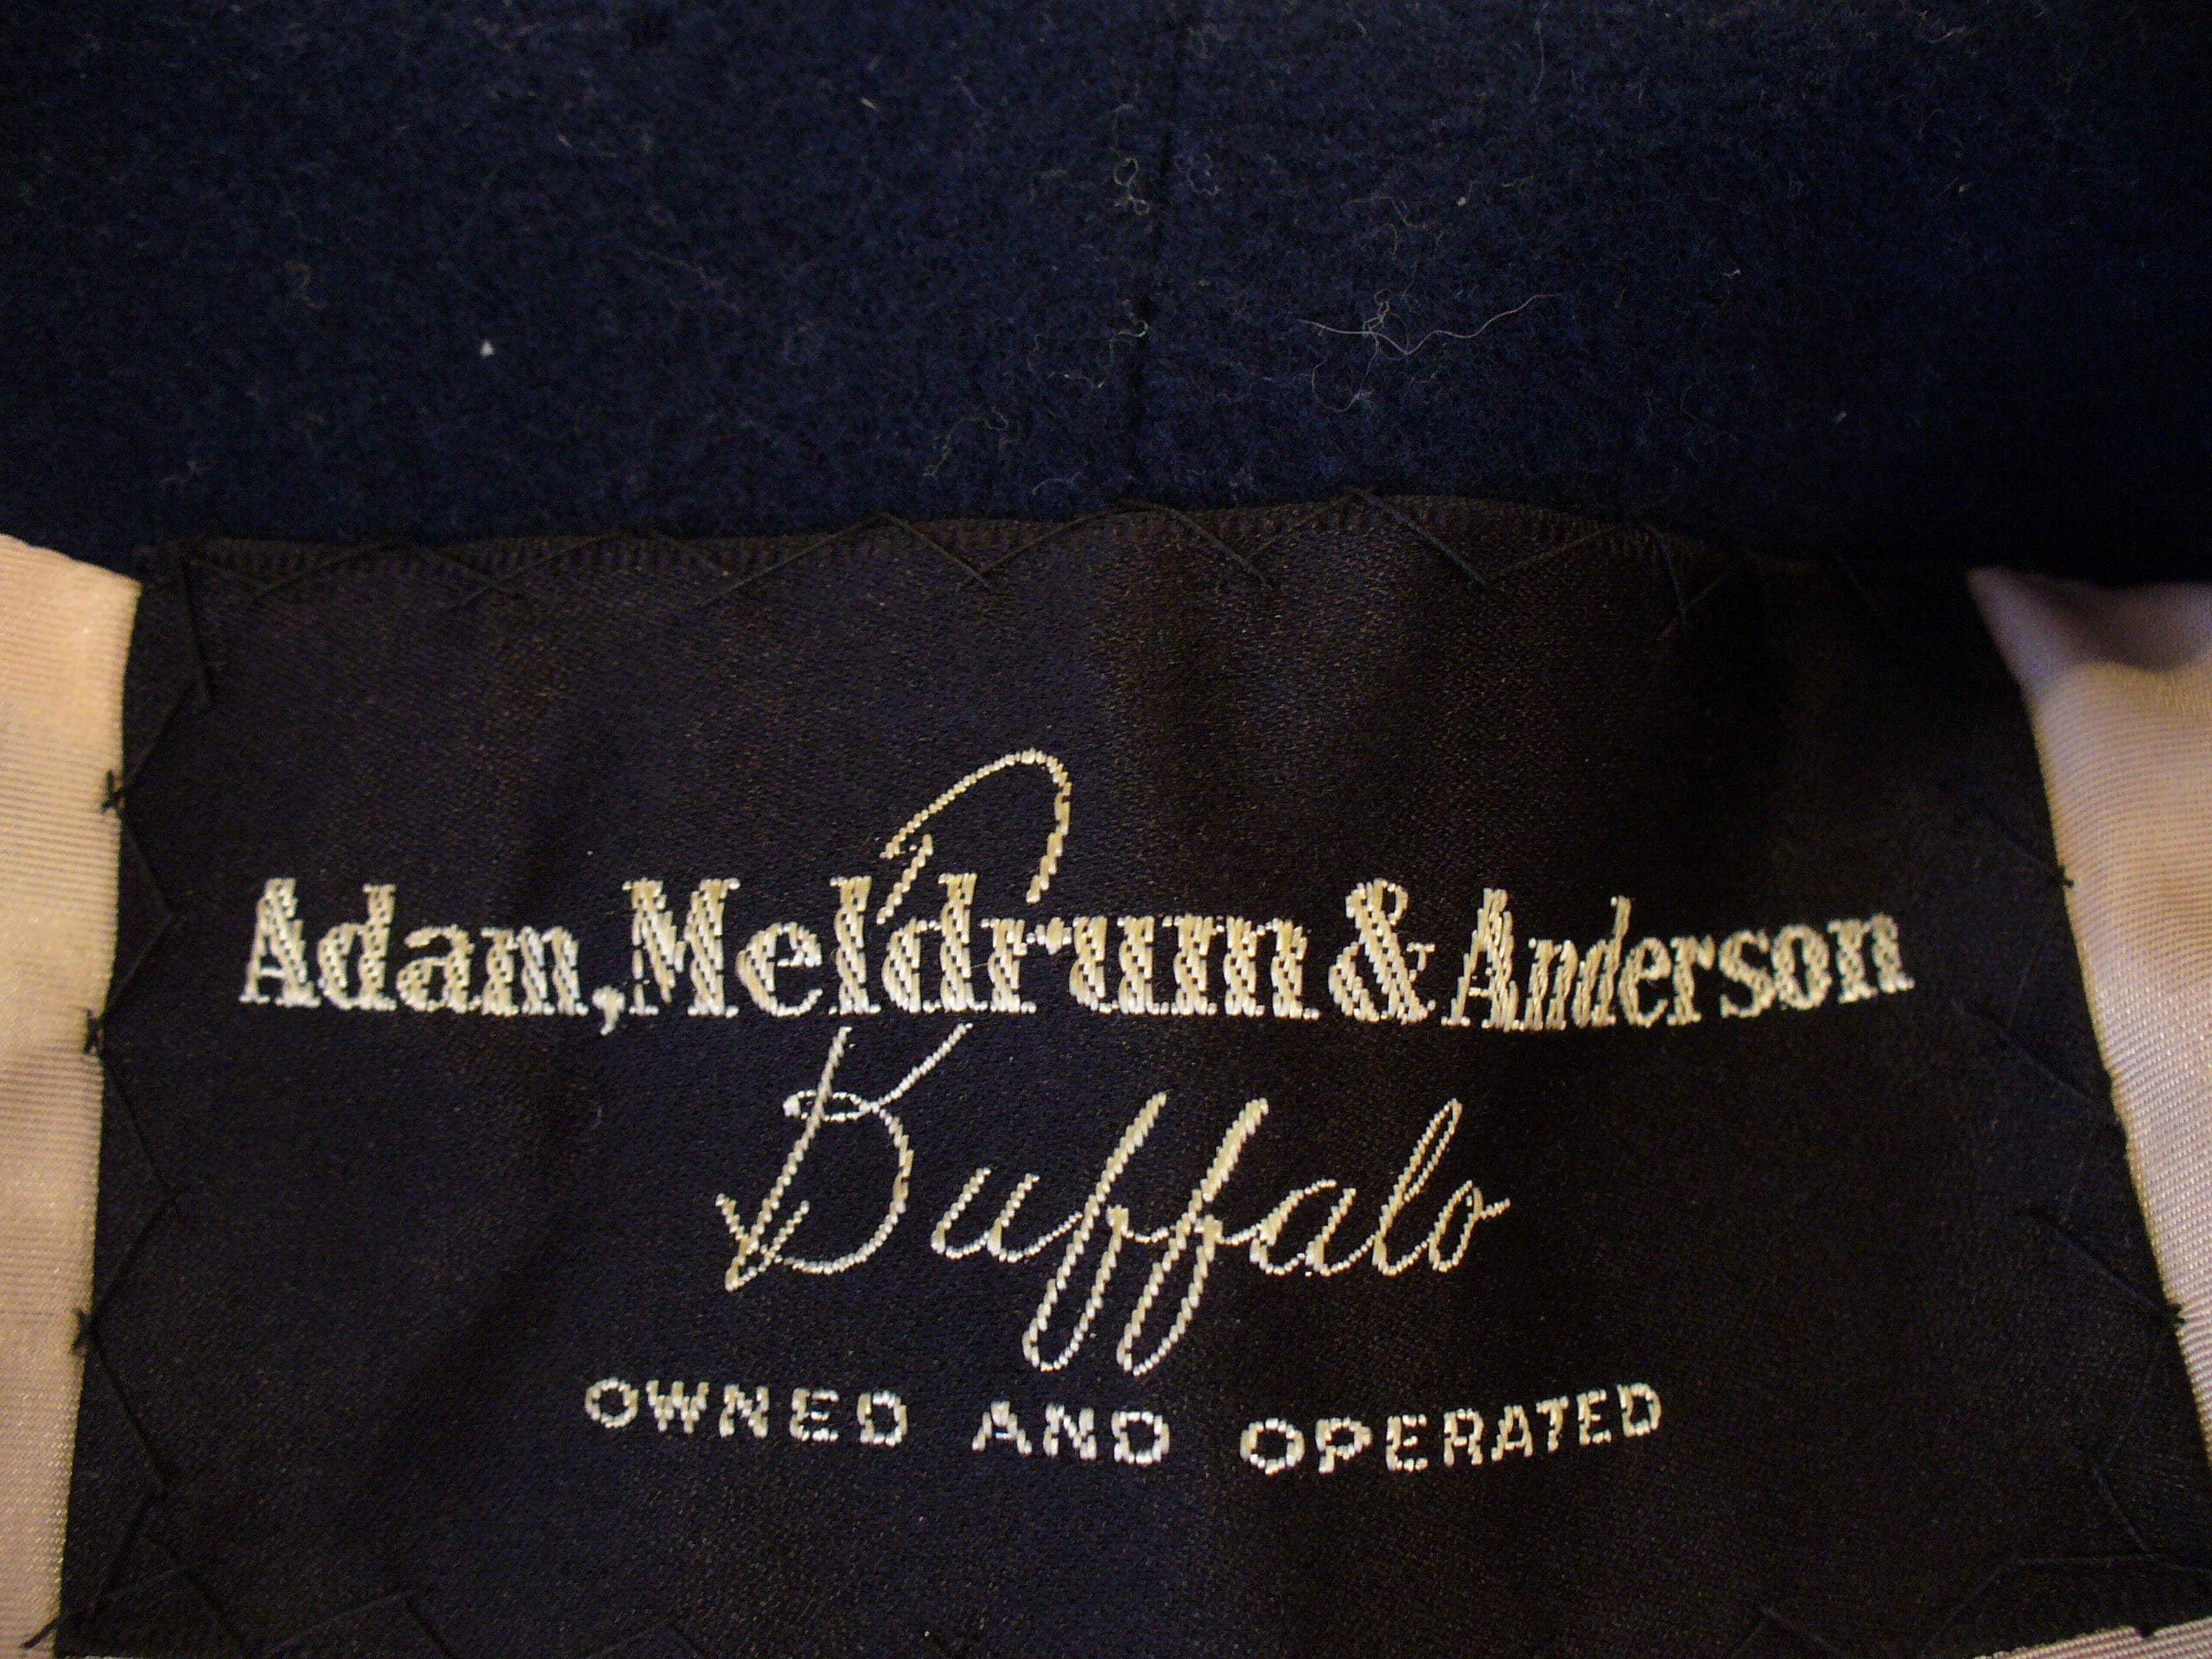 Adam, Meldrum & Anderson
Buffalo
OWNED AND OPERATED